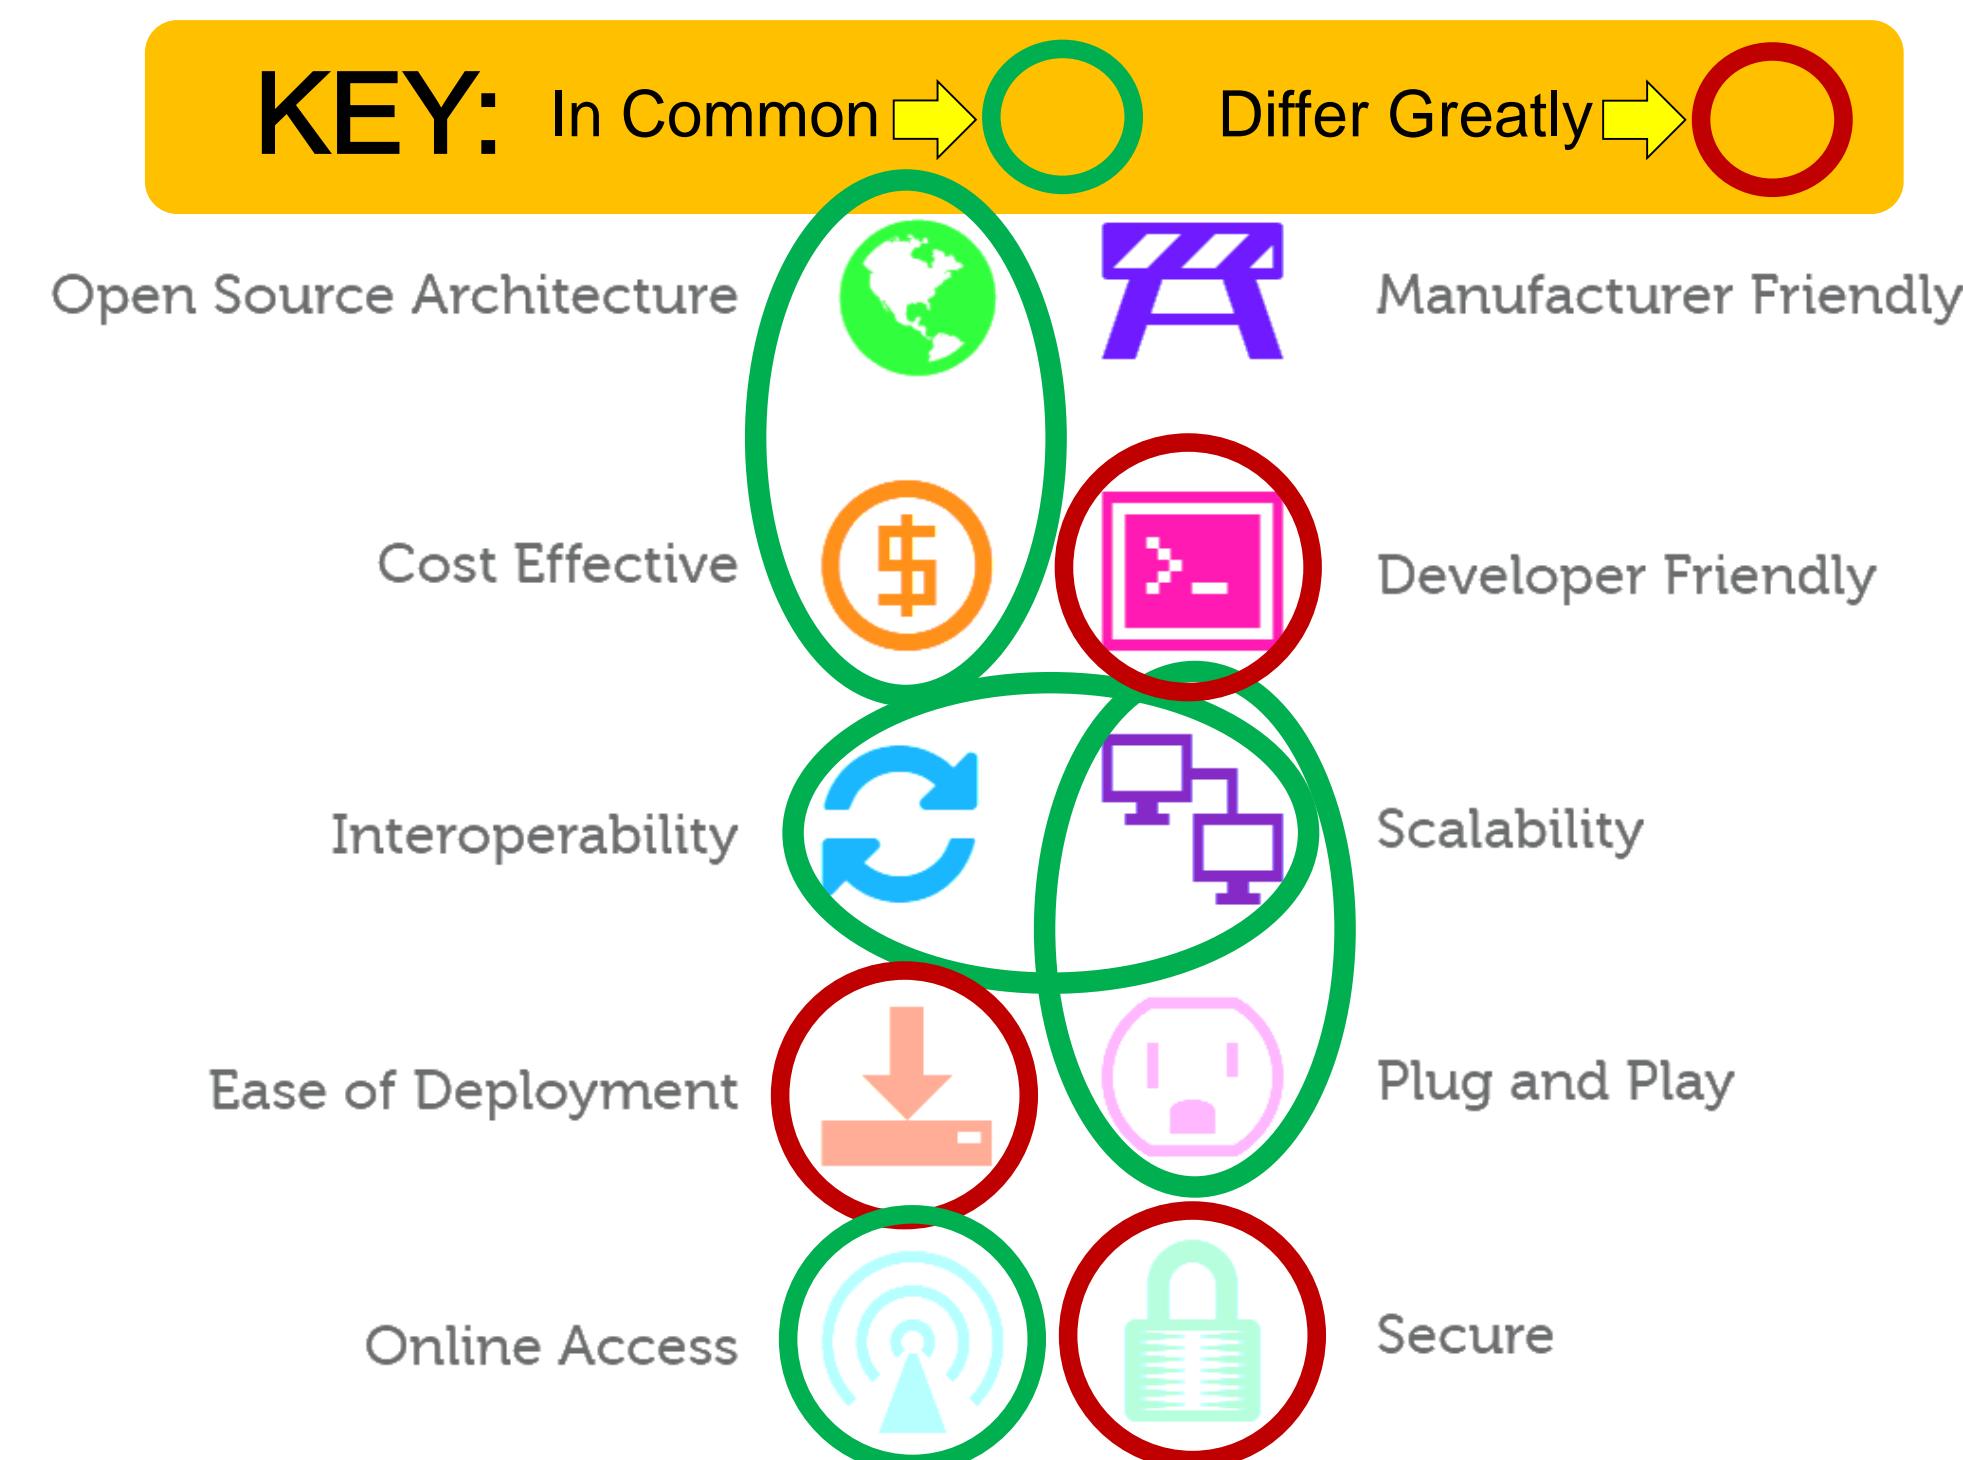 KEY: In Common Differ Greatly
Open Source Architecture
Manufacturer Friendly
$
Cost Effective
>_
Developer Friendly
Interoperability
Scalability
Ease of Deployment
Plug and Play
Online Access
Secure